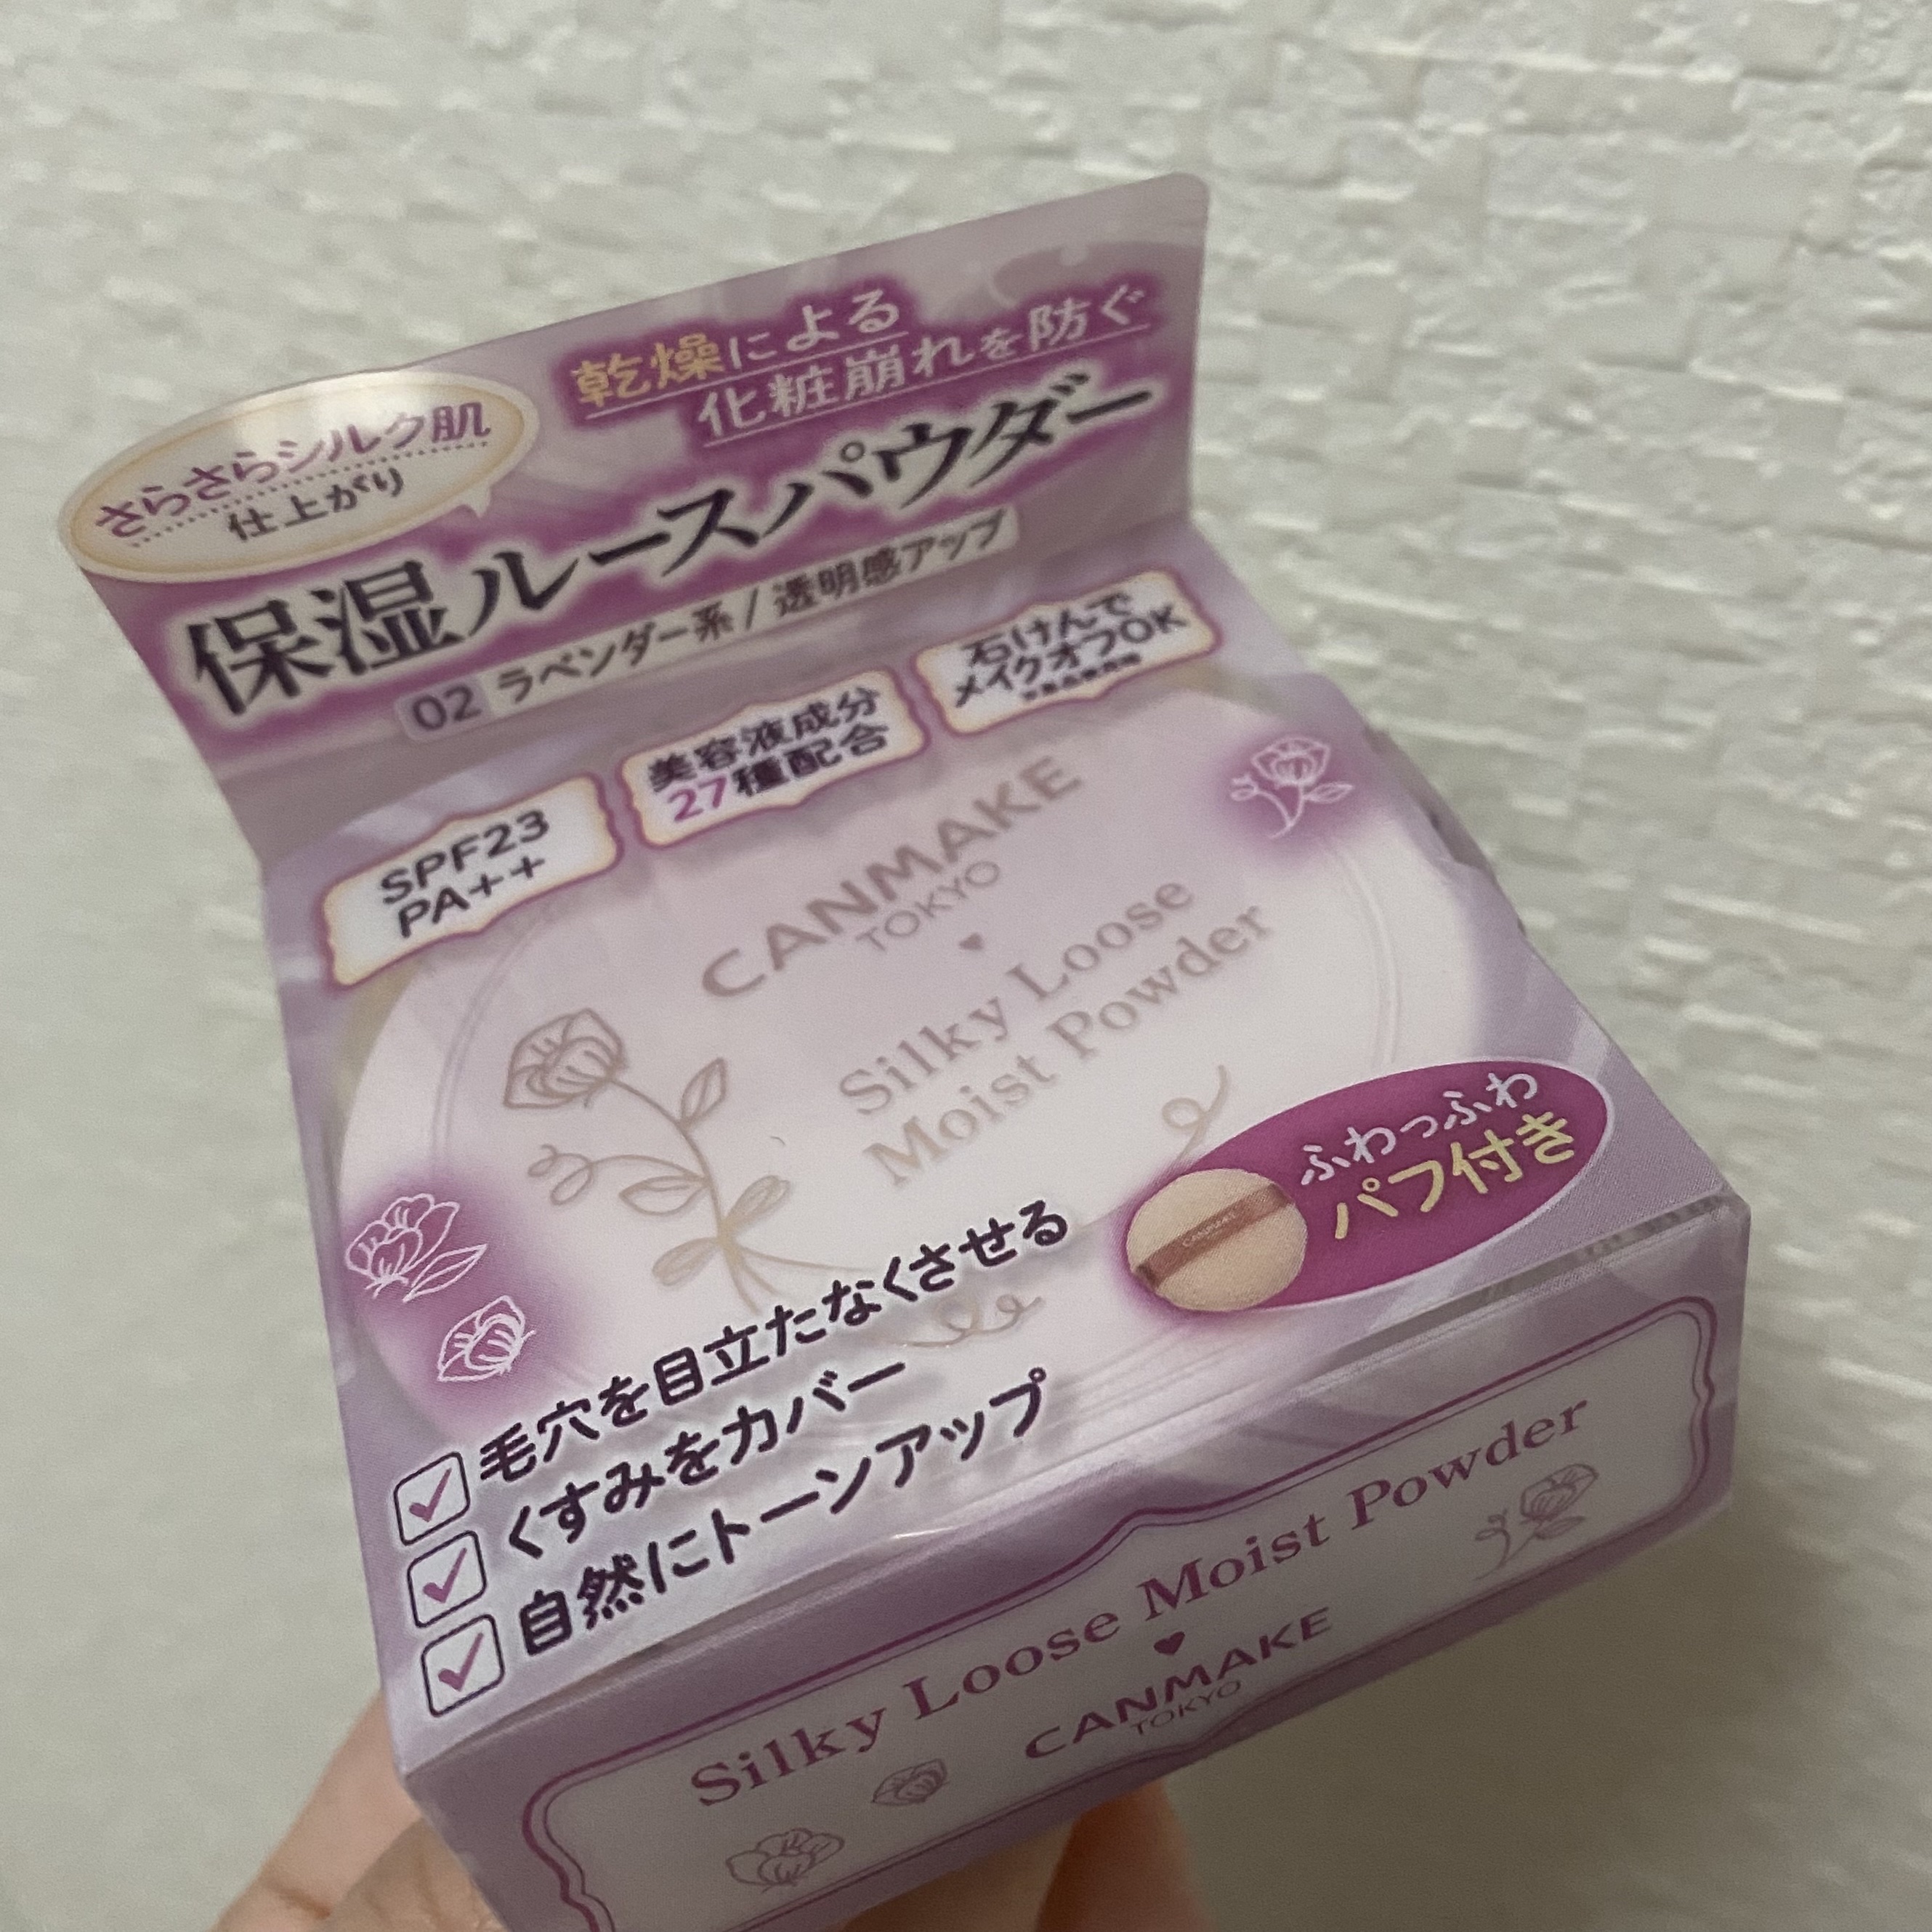 乾燥による
化粧崩れを防ぐ
さらさらシルク肌
仕上がり
保湿ルースパウダー
02 ラベンダー系 / 透明感アップ
SPF23
PA++
美容液成分
27種配合
石けんで
メイクオフOK
CANMAKE
TOKYO
Silky Loose
Moist Powder
ふわっふわ
パフ付き
毛穴を目立たなくさせる
くすみをカバー
自然にトーンアップ
Silky Loose Moist Powder
CANMAKE
TOKYO